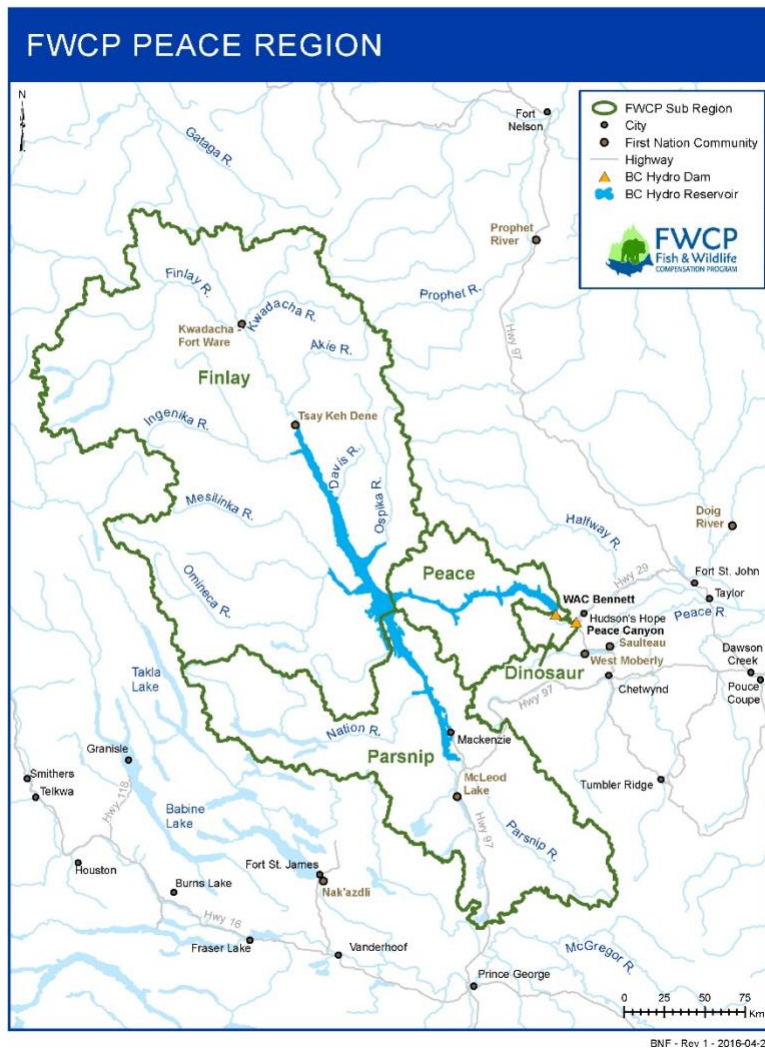 FWCP PEACE REGION
N
FWCP Sub Region
City
First Nation Community
Highway
BC Hydro Dam
BC Hydro Reservoir
FWCP
Fish & Wildlife
COMPENSATION PROGRAM
Fort
Nelson
Gataga R.
Prophet
River
Finlay R.
Kwadacha R.
Prophet R.
Kwadacha -
Fort Ware
Akie R.
Hwy 97
Finlay
Tsay Keh Dene
Ingenika R.
Davis R.
Ospika R.
Mesilinka R.
Doig
River
Halfway R.
Omineca R.
Peace
Hwy 29
Fort St. John
WAC Bennett
Taylor
Hudson's Hope
Peace R.
Peace Canyon
Saulteau
West Moberly
Dawson
Creek
Dinosaur
Takla
Lake
Chetwynd
Pouce
Coupe
Hwy 97
Nation R.
Mackenzie
Granisle
Parsnip
Smithers
Telkwa
McLeod
Lake
Tumbler Ridge
Hwy 118
Babine
Lake
Hwy 97
Parsnip R.
Houston
Fort St. James
Burns Lake
Nak'azdli
Hwy 16
Fraser Lake
Vanderhoof
McGregor R.
Prince George
0 25 50 75
Km
BNF - Rev 1 - 2016-04-2